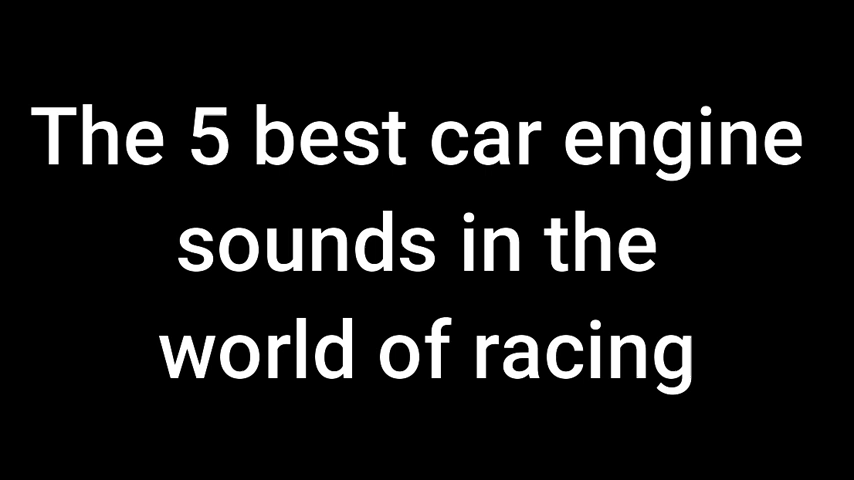 The 5 best car engine
sounds in the
world of racing